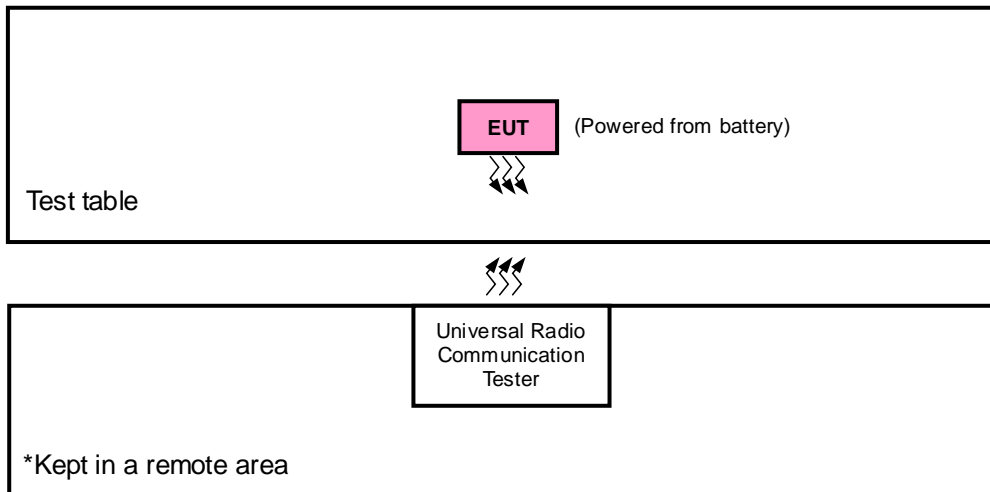 EUT
(Powered from battery)
Test table
Universal Radio
Communication
Tester
*Kept in a remote area